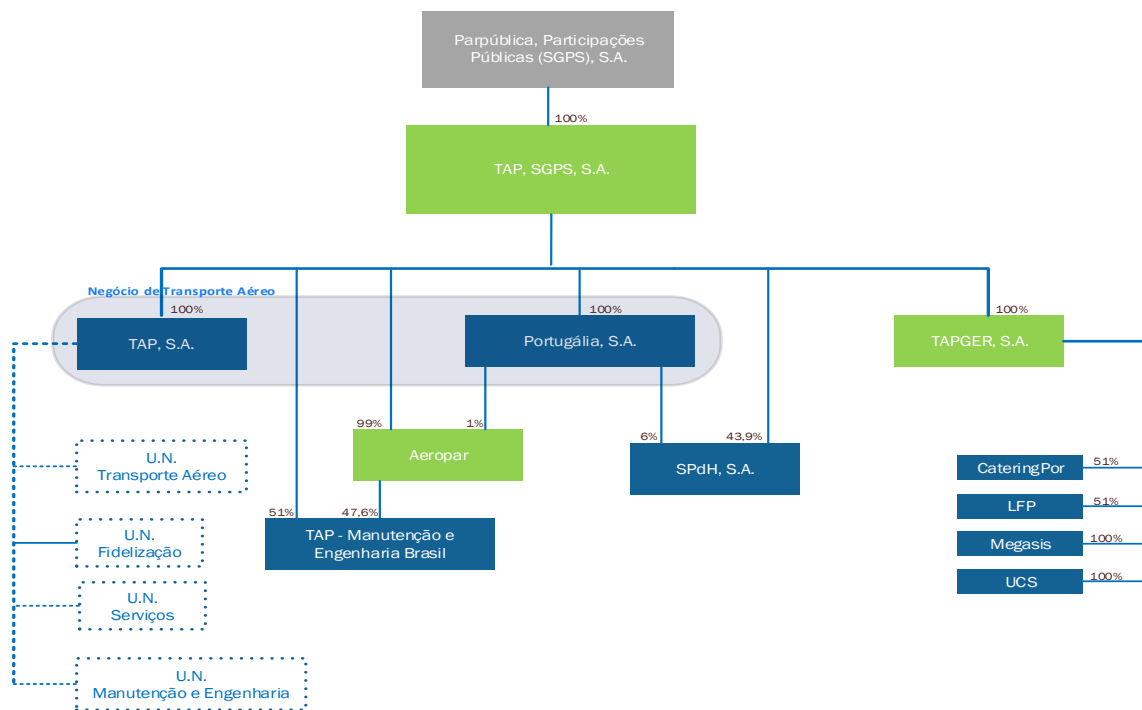 Parpública, Participações
Públicas (SGPS), S.A.
100%
TAP, SGPS, S.A.
Negócio de Transporte Aéreo
100%
100%
100%
TAP, S.A.
Portugália, S.A.
TAPGER, S.A.
99%
1%
6%
43,9%
Aeropar
SPdH, S.A.
U.N.
Transporte Aéreo
CateringPor
51%
LFP
51%
51%
47,6%
TAP - Manutenção e
Engenharia Brasil
U.N.
Fidelização
Megasis
100%
UCS
100%
U.N.
Serviços
U.N.
Manutenção e Engenharia